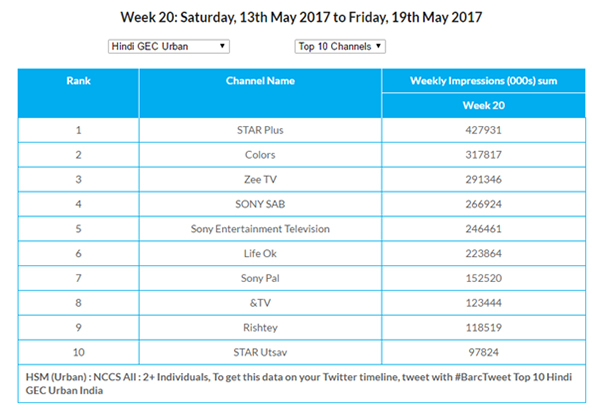 Week 20: Saturday, 13th May 2017 to Friday, 19th May 2017
Hindi GEC Urban Top 10 Channels
Rank Channel Name Weekly Impressions (000s) sum
Week 20
1 STAR Plus 427931
2 Colors 317817
3 Zee TV 291346
4 SONY SAB 266924
5 Sony Entertainment Television 246461
6 Life Ok 223864
7 Sony Pal 152520
8 &TV 123444
9 Rishtey 118519
10 STAR Utsav 97824
HSM (Urban) : NCCS All : 2+ Individuals, To get this data on your Twitter timeline, tweet with #BarcTweet Top 10 Hindi
GEC Urban India